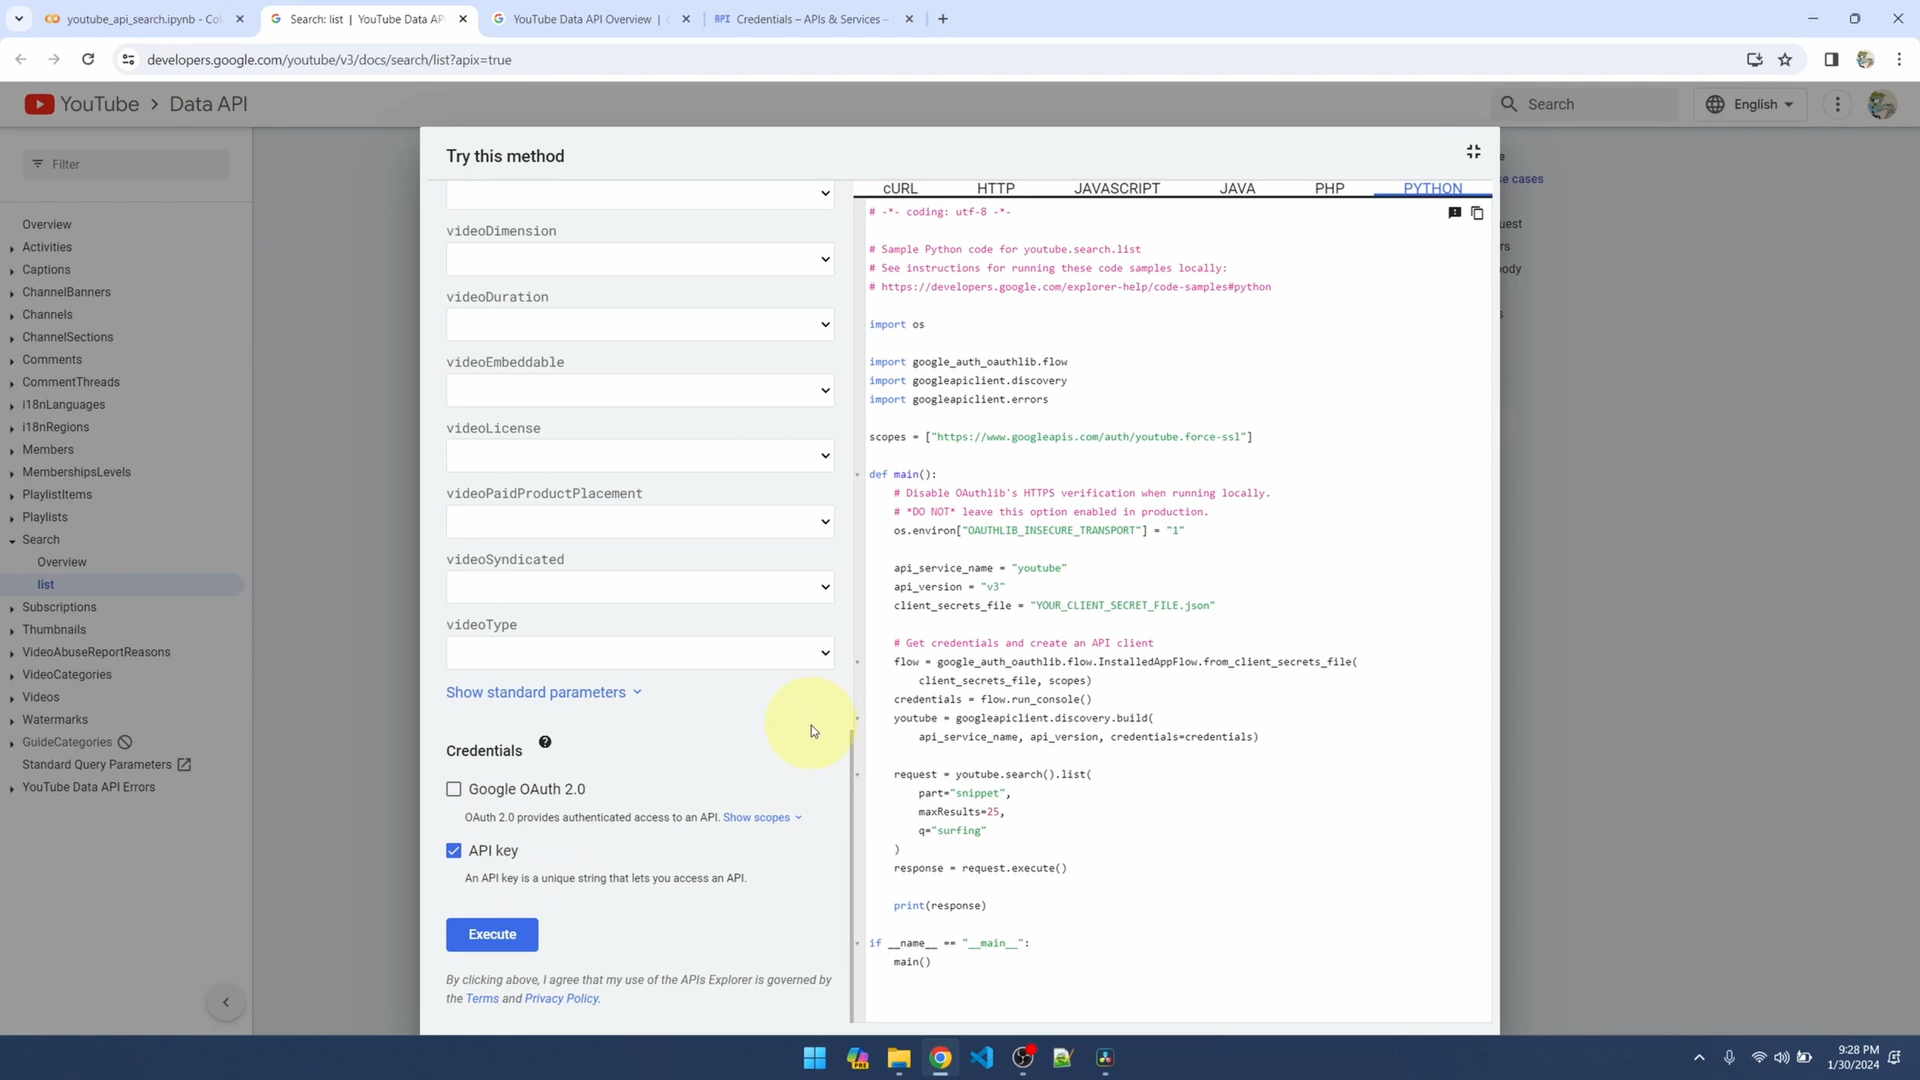 youtube_api_search.ipynb - Co
Search: list | YouTube Data AP
YouTube Data API Overview |
API Credentials – APIs & Services –
developers.google.com/youtube/v3/docs/search/list?apix=true
YouTube > Data API
Search
English
Filter
Overview
Activities
Captions
ChannelBanners
Channels
ChannelSections
Comments
CommentThreads
i18nLanguages
i18nRegions
Members
MembershipsLevels
PlaylistItems
Playlists
Search
Overview
list
Subscriptions
Thumbnails
VideoAbuseReportReasons
VideoCategories
Videos
Watermarks
GuideCategories
Standard Query Parameters
YouTube Data API Errors
Try this method
videoDimension
videoDuration
videoEmbeddable
videoLicense
videoPaidProductPlacement
videoSyndicated
videoType
Show standard parameters
Credentials
Google OAuth 2.0
OAuth 2.0 provides authenticated access to an API. Show scopes
API key
An API key is a unique string that lets you access an API.
Execute
By clicking above, I agree that my use of the APIs Explorer is governed by
the Terms and Privacy Policy.
cURL HTTP JAVASCRIPT JAVA PHP PYTHON
# -*- coding: utf-8 -*-
# Sample Python code for youtube.search.list
# See instructions for running these code samples locally:
# https://developers.google.com/explorer-help/code-samples#python
import os
import google_auth_oauthlib.flow
import googleapiclient.discovery
import googleapiclient.errors
scopes = ["https://www.googleapis.com/auth/youtube.force-ssl"]
def main():
# Disable OAuthlib's HTTPS verification when running locally.
# *DO NOT* leave this option enabled in production.
os.environ["OAUTHLIB_INSECURE_TRANSPORT"] = "1"
api_service_name = "youtube"
api_version = "v3"
client_secrets_file = "YOUR_CLIENT_SECRET_FILE.json"
# Get credentials and create an API client
flow = google_auth_oauthlib.flow.InstalledAppFlow.from_client_secrets_file(
client_secrets_file, scopes)
credentials = flow.run_console()
youtube = googleapiclient.discovery.build(
api_service_name, api_version, credentials=credentials)
request = youtube.search().list(
part="snippet",
maxResults=25,
q="surfing"
)
response = request.execute()
print(response)
if __name__ == "__main__":
main()
e
se cases
uest
rs
ody
s
PRE
9:28 PM
1/30/2024